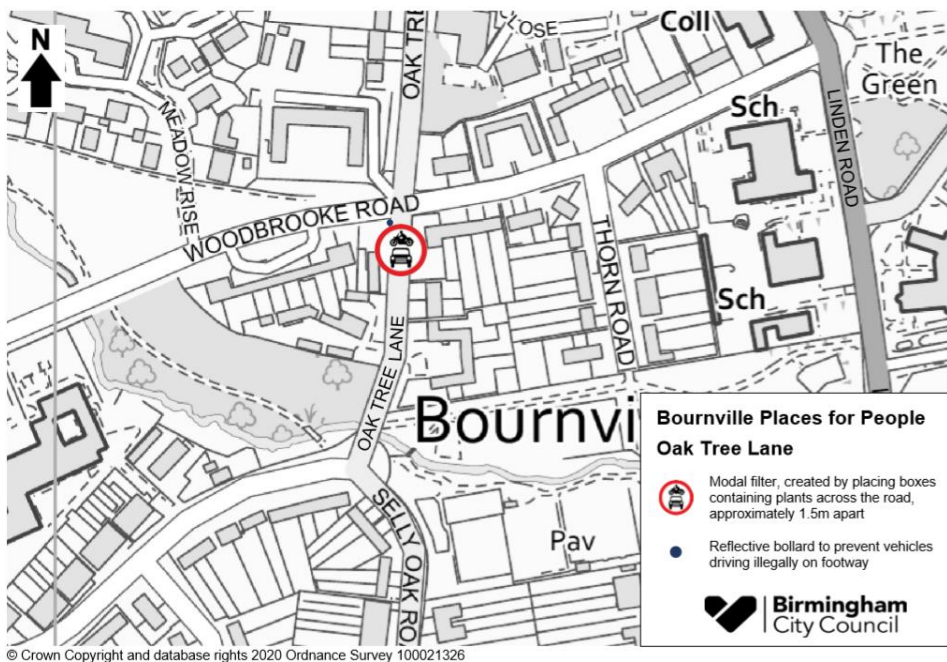 N
OAK TRE
LOSE
Coll
The
Green
MEADOW RISE
Sch
LINDEN ROAD
WOODBROOKE ROAD
THORN ROAD
Sch
OAK TREE LANE
Bournvi
SELLY OAK RO
Pav
Bournville Places for People
Oak Tree Lane
Modal filter, created by placing boxes
containing plants across the road,
approximately 1.5m apart
Reflective bollard to prevent vehicles
driving illegally on footway
Birmingham
City Council
© Crown Copyright and database rights 2020 Ordnance Survey 100021326